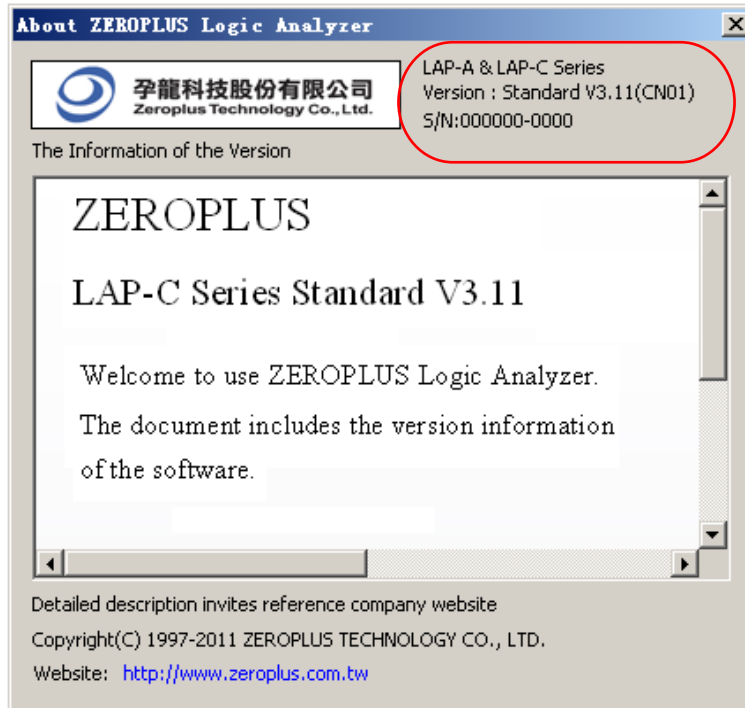 About ZEROPLUS Logic Analyzer
孕龍科技股份有限公司
Zeroplus Technology Co., Ltd.
LAP-A & LAP-C Series
Version : Standard V3.11(CN01)
S/N:000000-0000
The Information of the Version
ZEROPLUS
LAP-C Series Standard V3.11
Welcome to use ZEROPLUS Logic Analyzer.
The document includes the version information
of the software.
Detailed description invites reference company website
Copyright(C) 1997-2011 ZEROPLUS TECHNOLOGY CO., LTD.
Website: http://www.zeroplus.com.tw